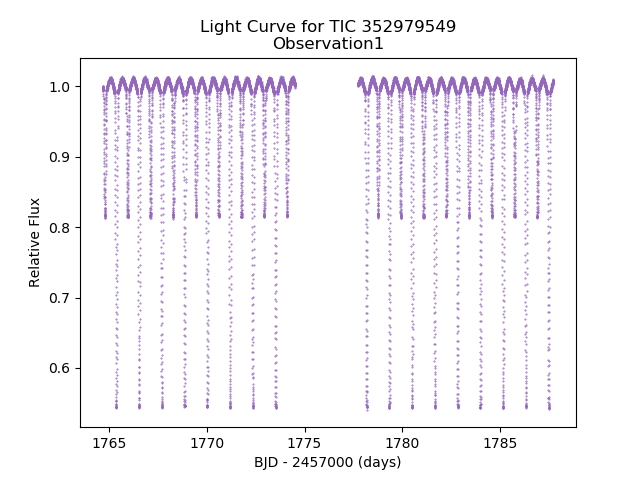 Light Curve for TIC 352979549
Observation1
1.0
0.9
0.8
0.7
0.6
Relative Flux
1765
1770
1775
1780
1785
BJD - 2457000 (days)